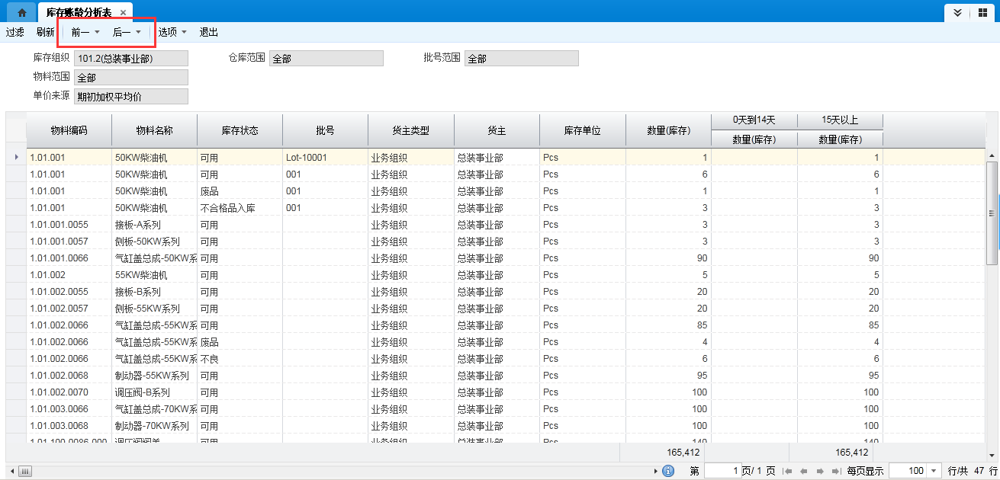 库存账龄分析表 ×
过滤 刷新 前一 后一 选项 退出
库存组织 101.2(总装事业部) 仓库范围 全部 批号范围 全部
物料范围 全部
单价来源 期初加权平均价
物料编码 物料名称 库存状态 批号 货主类型 货主 库存单位 数量(库存) 0天到14天 15天以上
数量(库存) 数量(库存)
1.01.001 50KW柴油机 可用 Lot-10001 业务组织 总装事业部 Pcs 1 1
1.01.001 50KW柴油机 可用 001 业务组织 总装事业部 Pcs 6 6
1.01.001 50KW柴油机 废品 001 业务组织 总装事业部 Pcs 1 1
1.01.001 50KW柴油机 不合格品入库 001 业务组织 总装事业部 Pcs 3 3
1.01.001.0055 接板-A系列 可用 业务组织 总装事业部 Pcs 3 3
1.01.001.0057 侧板-50KW系列 可用 业务组织 总装事业部 Pcs 3 3
1.01.001.0066 气缸盖总成-50KW系 可用 业务组织 总装事业部 Pcs 90 90
1.01.002 55KW柴油机 可用 业务组织 总装事业部 Pcs 5 5
1.01.002.0055 接板-B系列 可用 业务组织 总装事业部 Pcs 20 20
1.01.002.0057 侧板-55KW系列 可用 业务组织 总装事业部 Pcs 20 20
1.01.002.0066 气缸盖总成-55KW系 可用 业务组织 总装事业部 Pcs 85 85
1.01.002.0066 气缸盖总成-55KW系 废品 业务组织 总装事业部 Pcs 4 4
1.01.002.0066 气缸盖总成-55KW系 不良 业务组织 总装事业部 Pcs 6 6
1.01.002.0068 制动器-55KW系列 可用 业务组织 总装事业部 Pcs 95 95
1.01.002.0070 调压阀-B系列 可用 业务组织 总装事业部 Pcs 100 100
1.01.003.0066 气缸盖总成-70KW系 可用 业务组织 总装事业部 Pcs 100 100
1.01.003.0068 制动器-70KW系列 可用 业务组织 总装事业部 Pcs 100 100
1.01.100.0086.000 调压阀阀盖 可用 业务组织 总装事业部 Pcs 140 140
165,412 165,412
第 1 页/ 1 页 每页显示 100 行/共 47 行